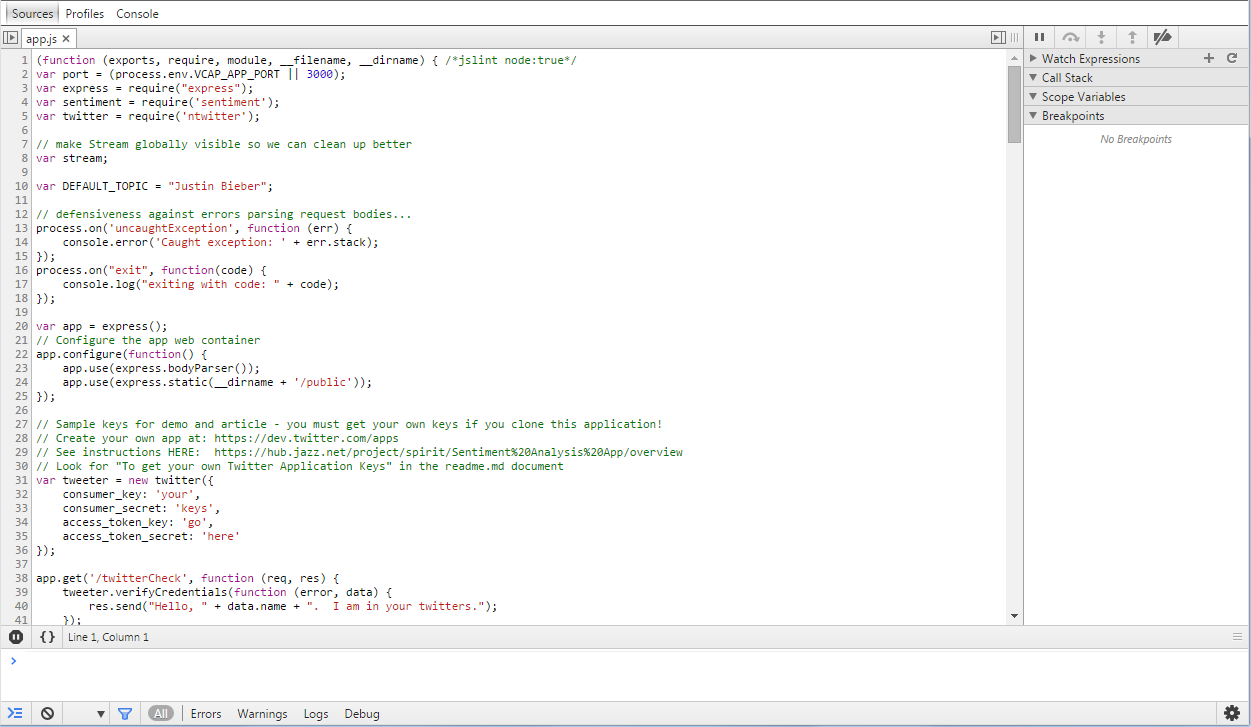 Sources Profiles Console
app.js ×
1 (function (exports, require, module, __filename, __dirname) { /*jslint node:true*/
2 var port = (process.env.VCAP_APP_PORT || 3000);
3 var express = require("express");
4 var sentiment = require('sentiment');
5 var twitter = require('ntwitter');
6
7 // make Stream globally visible so we can clean up better
8 var stream;
9
10 var DEFAULT_TOPIC = "Justin Bieber";
11
12 // defensiveness against errors parsing request bodies...
13 process.on('uncaughtException', function (err) {
14     console.error('Caught exception: ' + err.stack);
15 });
16 process.on("exit", function(code) {
17     console.log("exiting with code: " + code);
18 });
19
20 var app = express();
21 // Configure the app web container
22 app.configure(function() {
23     app.use(express.bodyParser());
24     app.use(express.static(__dirname + '/public'));
25 });
26
27 // Sample keys for demo and article - you must get your own keys if you clone this application!
28 // Create your own app at: https://dev.twitter.com/apps
29 // See instructions HERE:  https://hub.jazz.net/project/spirit/Sentiment%20Analysis%20App/overview
30 // Look for "To get your own Twitter Application Keys" in the readme.md document
31 var tweeter = new twitter({
32     consumer_key: 'your',
33     consumer_secret: 'keys',
34     access_token_key: 'go',
35     access_token_secret: 'here'
36 });
37
38 app.get('/twitterCheck', function (req, res) {
39     tweeter.verifyCredentials(function (error, data) {
40         res.send("Hello, " + data.name + ".  I am in your twitters.");
41     });
Watch Expressions
Call Stack
Scope Variables
Breakpoints
No Breakpoints
{} Line 1, Column 1
All Errors Warnings Logs Debug